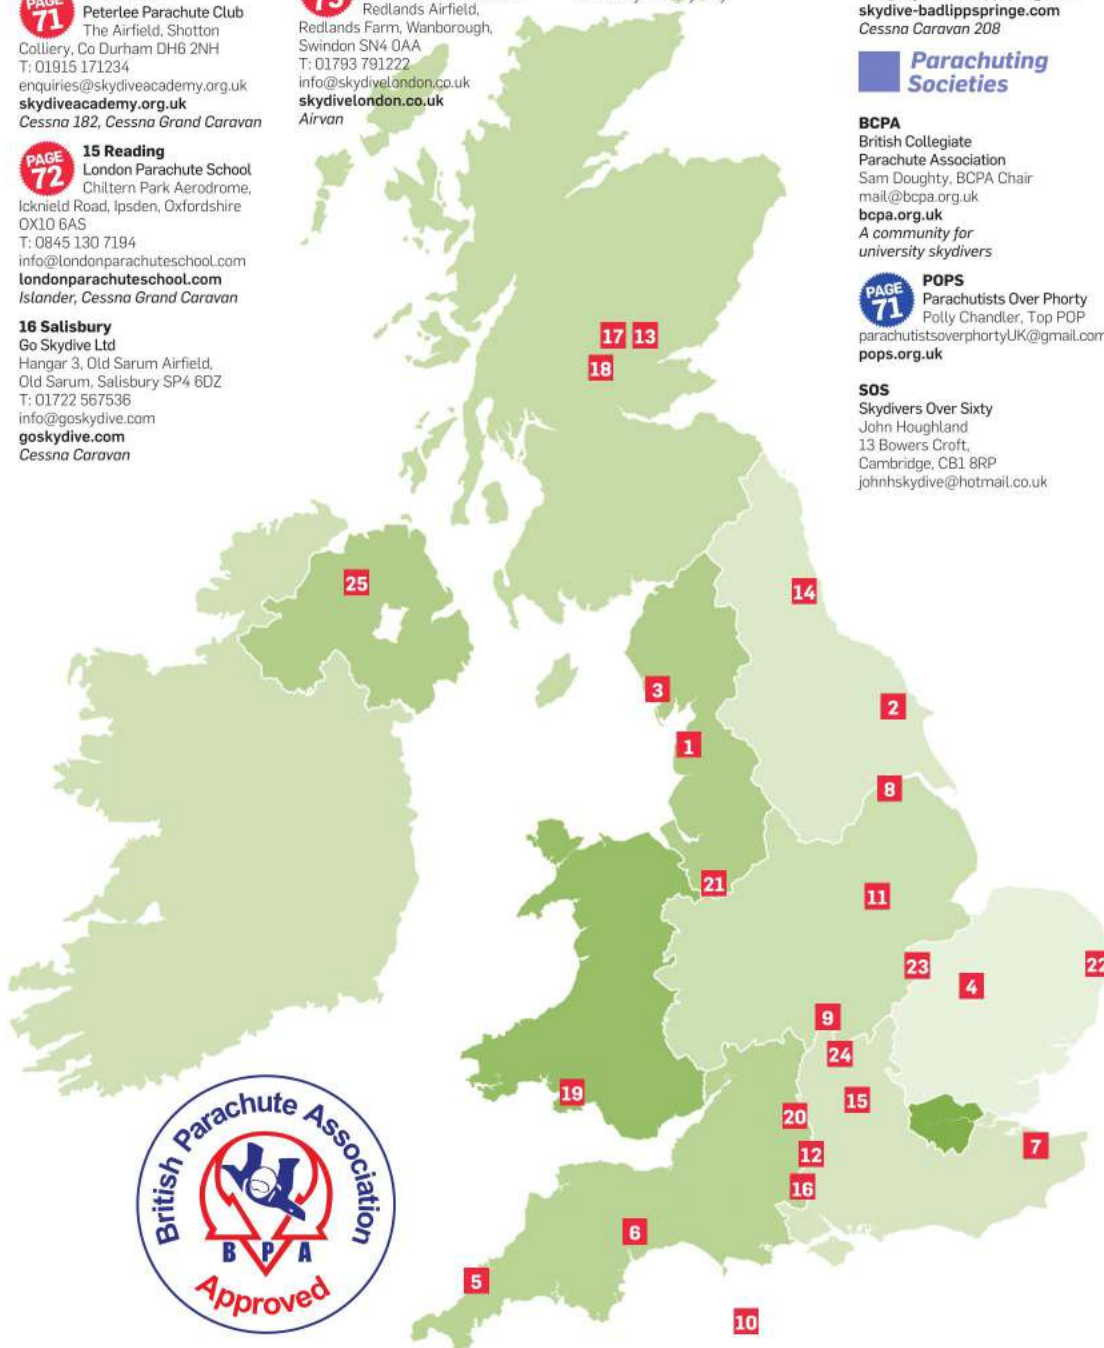 PAGE
71
Peterlee Parachute Club
The Airfield, Shotton
Colliery, Co Durham DH6 2NH
T: 01915 171234
enquiries@skydiveacademy.org.uk
skydiveacademy.org.uk
Cessna 182, Cessna Grand Caravan
PAGE
72
15 Reading
London Parachute School
Chiltern Park Aerodrome,
Icknield Road, Ipsden, Oxfordshire
OX10 6AS
T: 0845 130 7194
info@londonparachuteschool.com
londonparachuteschool.com
Islander, Cessna Grand Caravan
16 Salisbury
Go Skydive Ltd
Hangar 3, Old Sarum Airfield,
Old Sarum, Salisbury SP4 6DZ
T: 01722 567536
info@goskydive.com
goskydive.com
Cessna Caravan
Redlands Airfield,
Redlands Farm, Wanborough,
Swindon SN4 0AA
T: 01793 791222
info@skydivelondon.co.uk
skydivelondon.co.uk
Airvan
skydive-badlippspringe.com
Cessna Caravan 208
Parachuting
Societies
BCPA
British Collegiate
Parachute Association
Sam Doughty, BCPA Chair
mail@bcpa.org.uk
bcpa.org.uk
A community for
university skydivers
PAGE
71
POPS
Parachutists Over Phorty
Polly Chandler, Top POP
parachutistsoverphortyUK@gmail.com
pops.org.uk
SOS
Skydivers Over Sixty
John Houghland
13 Bowers Croft,
Cambridge, CB1 8RP
johnhskydive@hotmail.co.uk
17 13
18
25
14
3
2
1
8
21
11
23
22
4
9
24
19
15
20
7
12
16
6
5
10
British Parachute Association
B P A
Approved